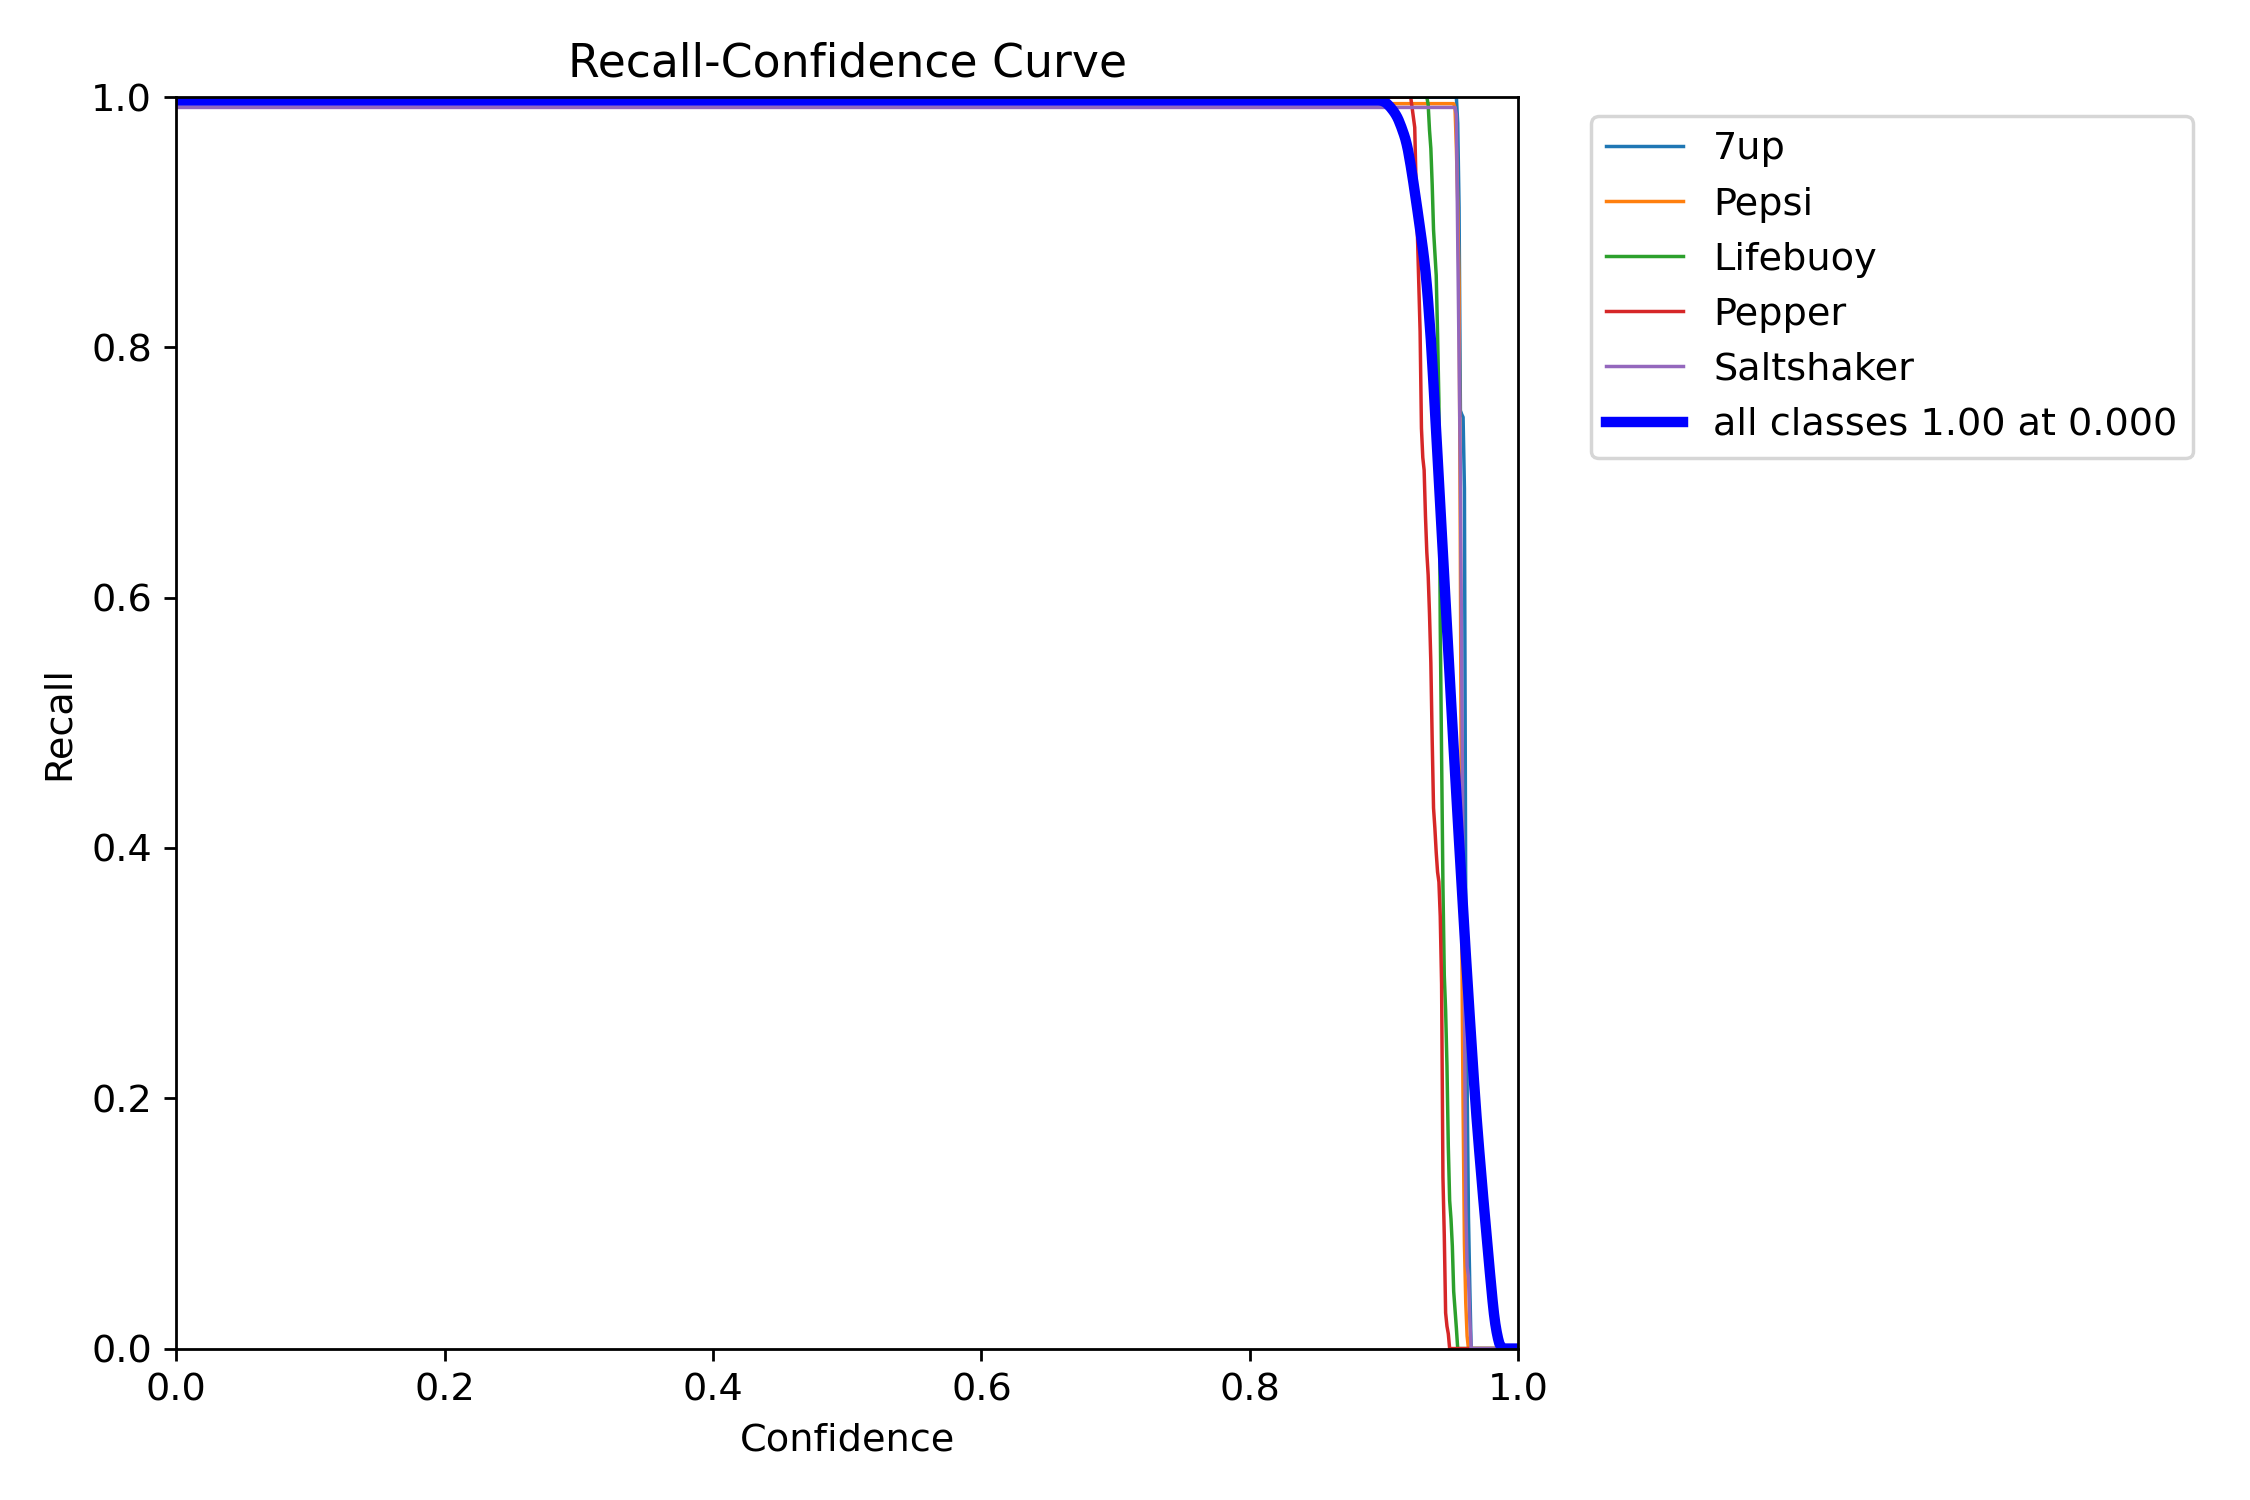 Recall-Confidence Curve
1.0
0.8
0.6
0.4
0.2
0.0
Recall
0.0 0.2 0.4 0.6 0.8 1.0
Confidence
7up
Pepsi
Lifebuoy
Pepper
Saltshaker
all classes 1.00 at 0.000